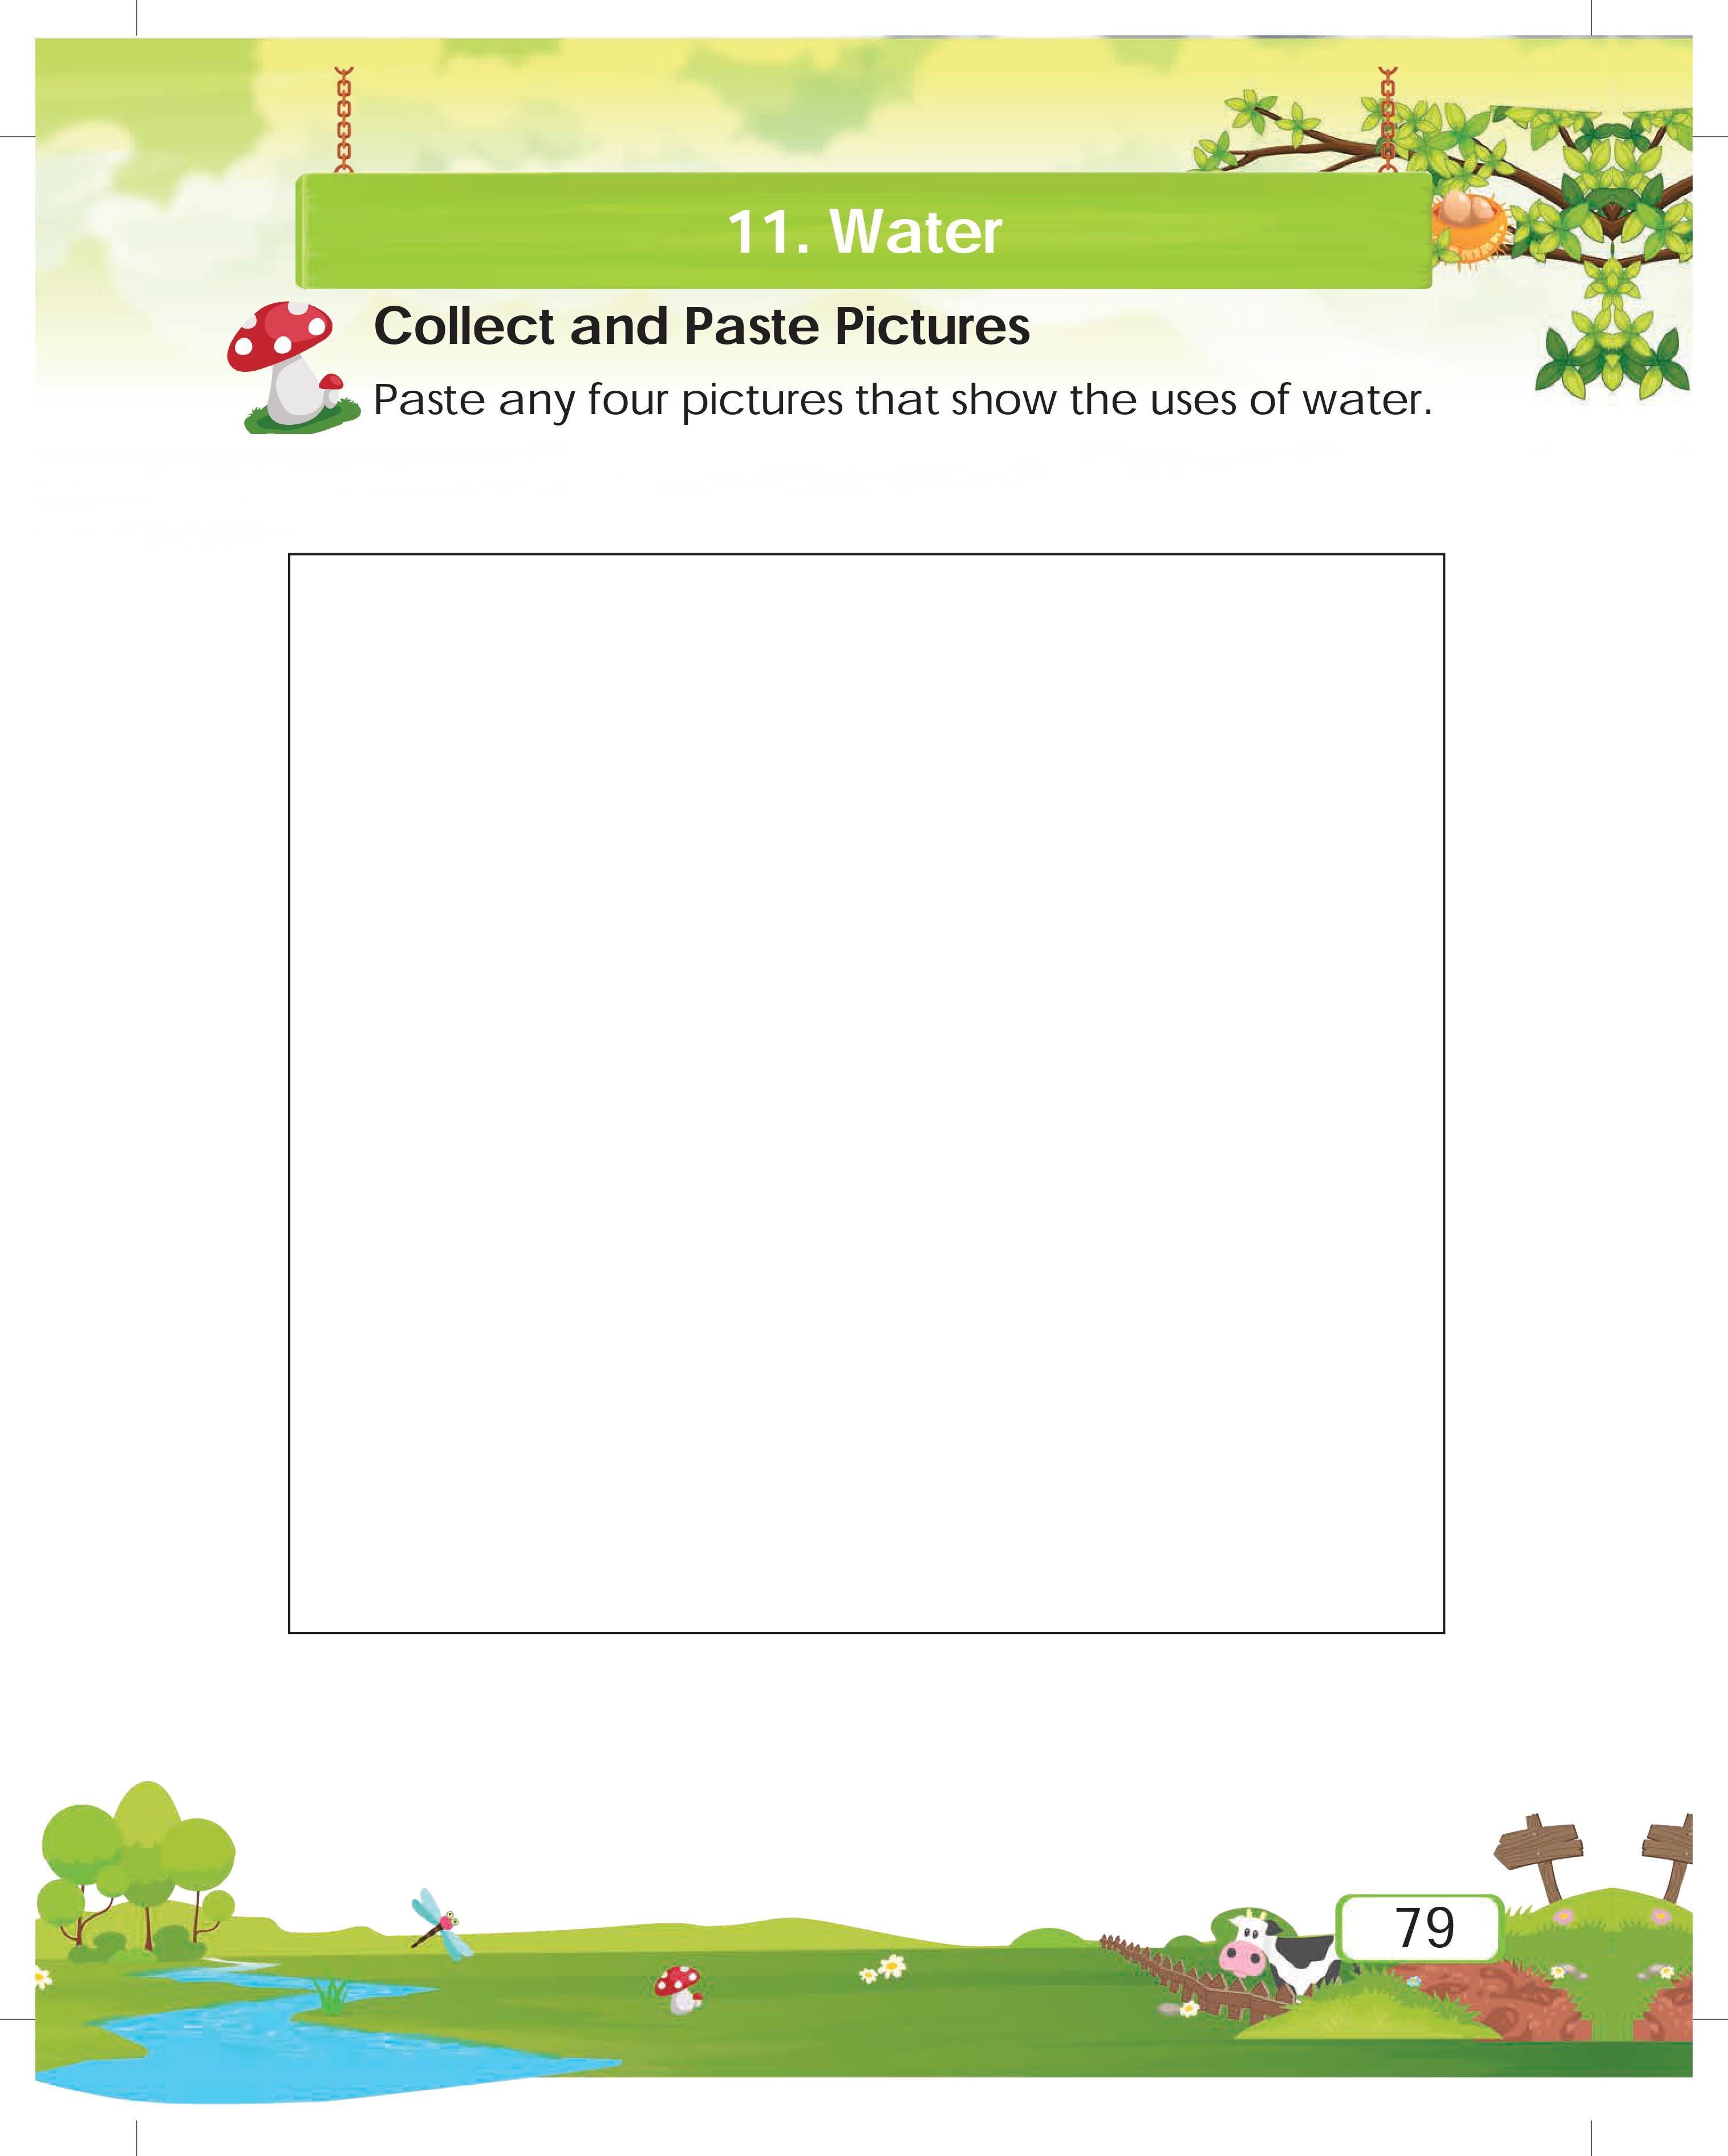 11. Water
Collect and Paste Pictures
Paste any four pictures that show the uses of water.
79